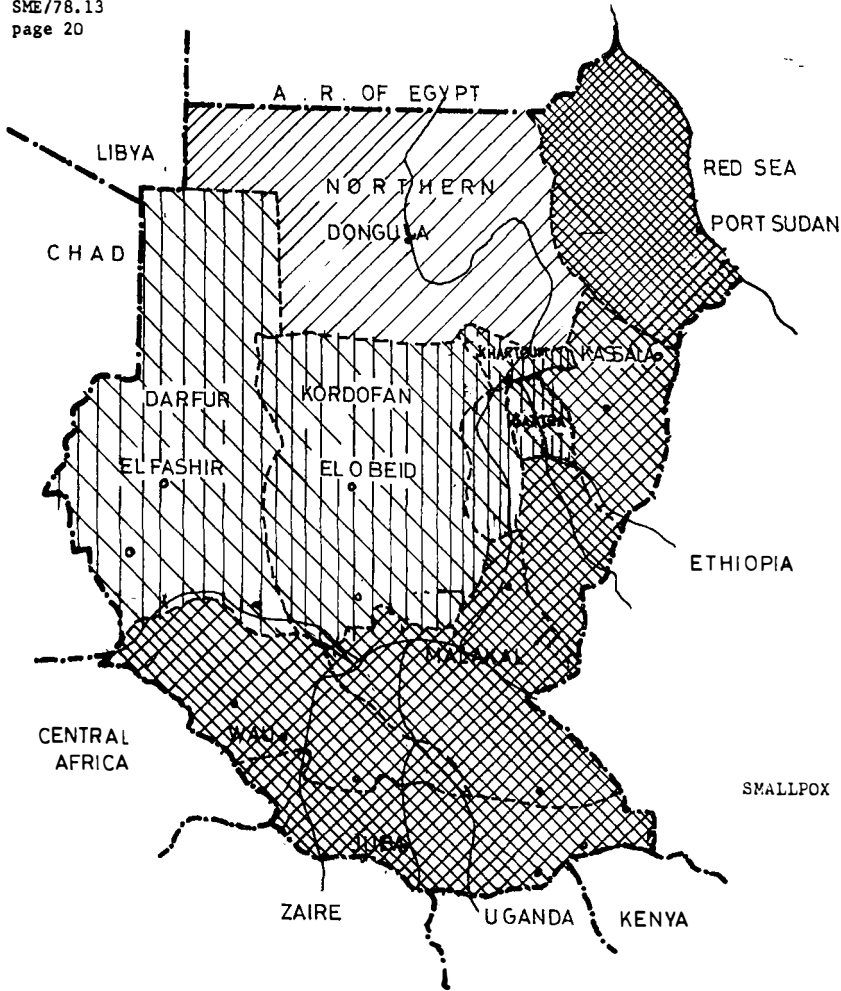 SME/78.13
page 20
A . R . OF EGYPT
LIBYA
NORTHERN
RED SEA
DONGULA
PORT SUDAN
CHAD
KHARTOUM
KASSALA
DARFUR
KORDOFAN
EL FASHIR
EL O BEID
ETHIOPIA
MALAKAL
WAU
CENTRAL
AFRICA
SMALLPOX
JUBA
ZAIRE
UGANDA
KENYA